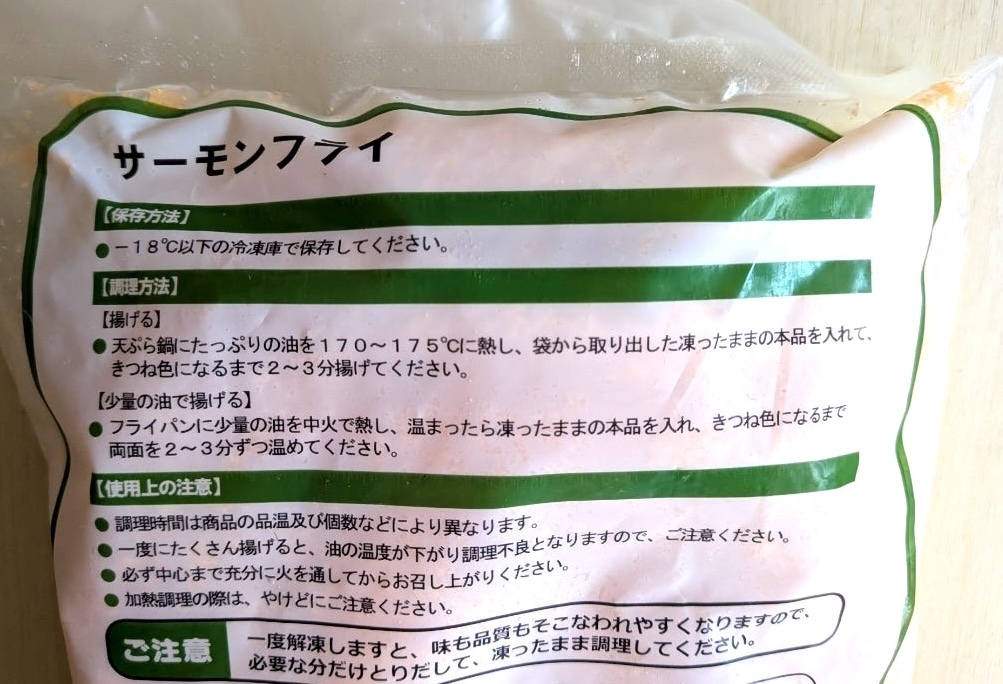 サーモンフライ
【保存方法】
●－１８℃以下の冷凍庫で保存してください。
【調理方法】
【揚げる】
●天ぷら鍋にたっぷりの油を１７０～１７５℃に熱し、袋から取り出した凍ったままの本品を入れて、
きつね色になるまで２～３分揚げてください。
【少量の油で揚げる】
●フライパンに少量の油を中火で熱し、温まったら凍ったままの本品を入れ、きつね色になるまで
両面を２～３分ずつ温めてください。
【使用上の注意】
●調理時間は商品の品温及び個数などにより異なります。
●一度にたくさん揚げると、油の温度が下がり調理不良となりますので、ご注意ください。
●必ず中心まで充分に火を通してからお召し上がりください。
●加熱調理の際は、やけどにご注意ください。
ご注意
一度解凍しますと、味も品質もそこなわれやすくなりますので、
必要な分だけとりだして、凍ったまま調理してください。